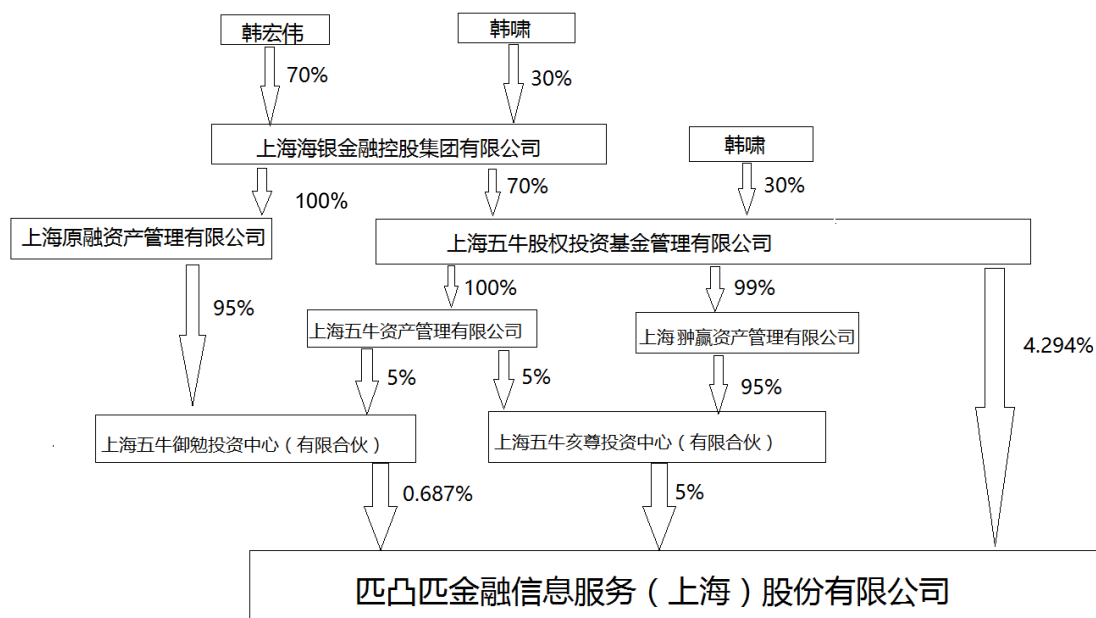 韩宏伟
韩啸
70%
30%
上海海银金融控股集团有限公司
韩啸
100%
70%
30%
上海原融资产管理有限公司
上海五牛股权投资基金管理有限公司
100%
99%
95%
上海五牛资产管理有限公司
上海翀赢资产管理有限公司
4.294%
5%
5%
95%
上海五牛御勉投资中心（有限合伙）
上海五牛亥尊投资中心（有限合伙）
0.687%
5%
匹凸匹金融信息服务（上海）股份有限公司